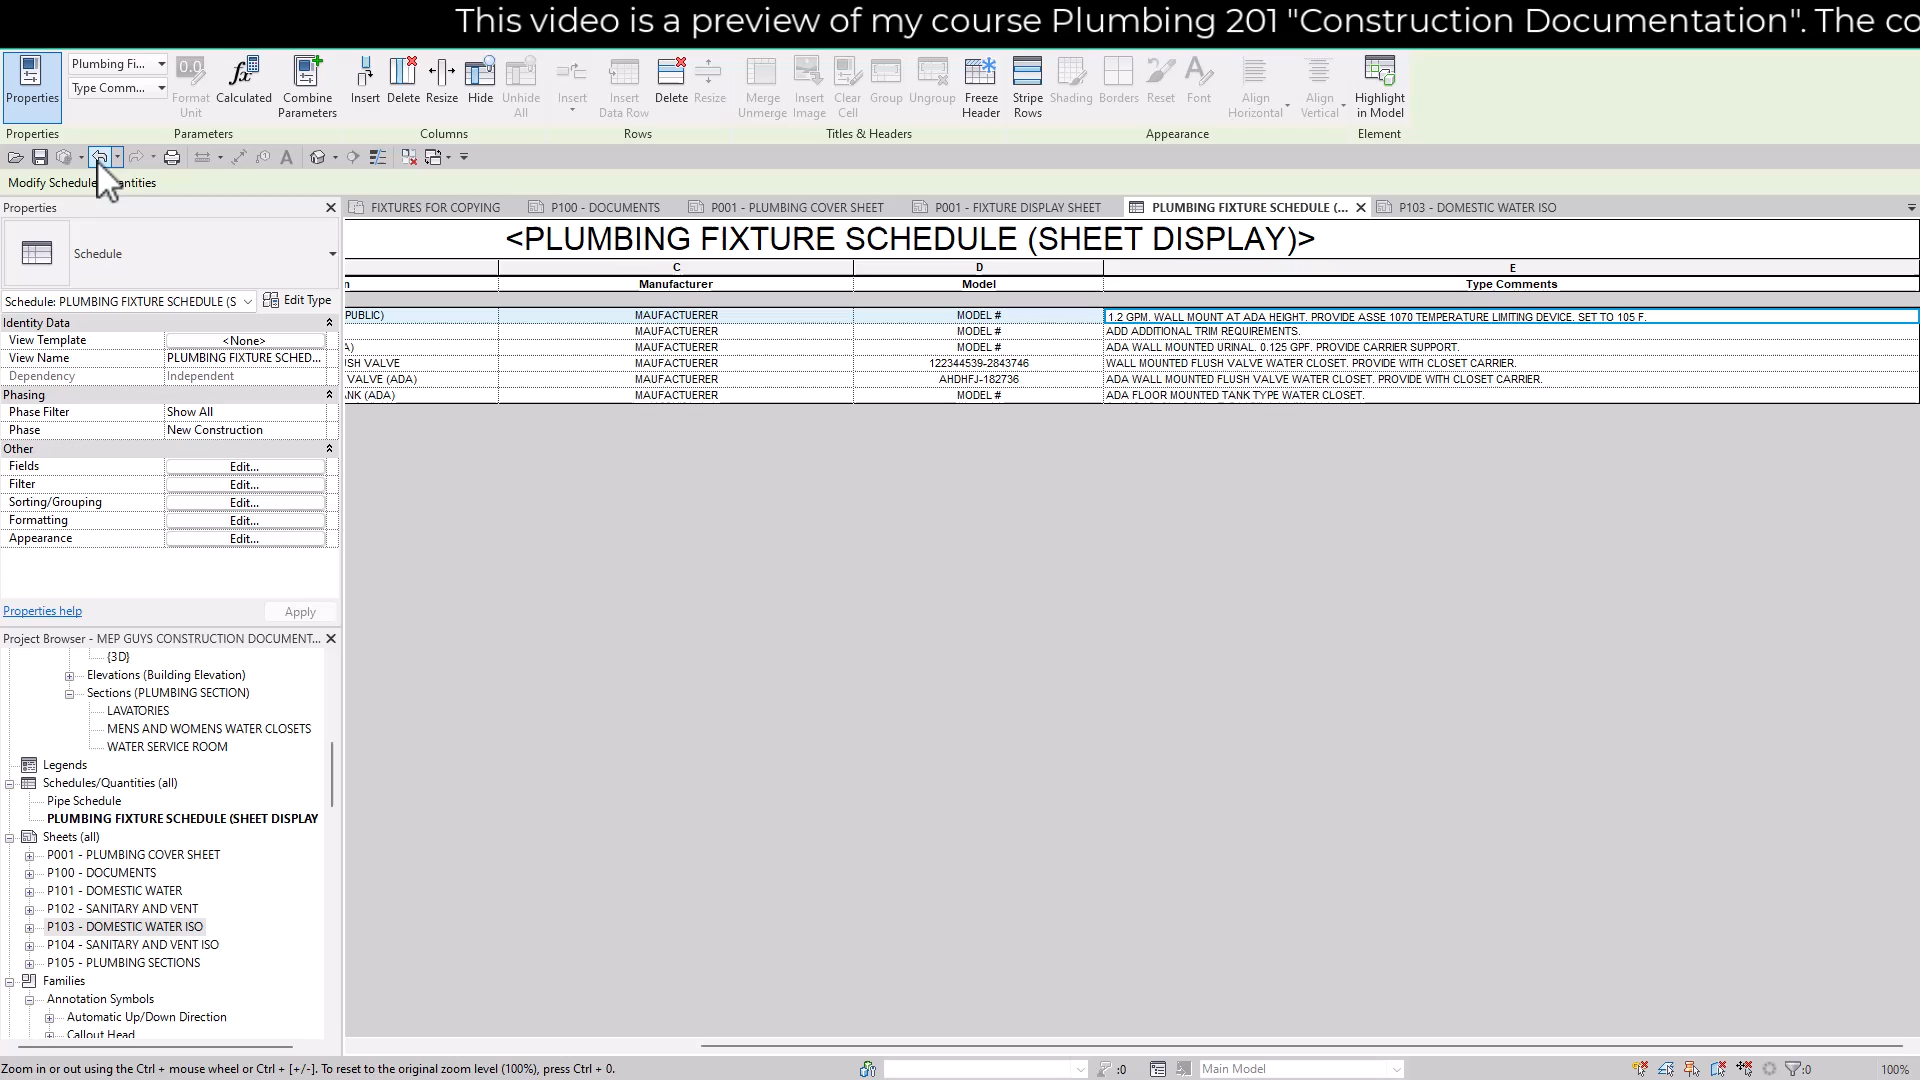 This video is a preview of my course Plumbing 201 "Construction Documentation". The co
Properties
Plumbing Fi...
Type Comm...
Format
Unit
Calculated
Combine
Parameters
Insert
Delete
Resize
Hide
Unhide
All
Insert
Insert
Data Row
Delete
Resize
Merge
Unmerge
Insert
Image
Clear
Cell
Group
Ungroup
Freeze
Header
Stripe
Rows
Shading
Borders
Reset
Font
Align
Horizontal
Align
Vertical
Highlight
in Model
Properties
Parameters
Columns
Rows
Titles & Headers
Appearance
Element
Modify Schedule
ntities
Properties
FIXTURES FOR COPYING
P100 - DOCUMENTS
P001 - PLUMBING COVER SHEET
P001 - FIXTURE DISPLAY SHEET
PLUMBING FIXTURE SCHEDULE (...
P103 - DOMESTIC WATER ISO
Schedule
Schedule: PLUMBING FIXTURE SCHEDULE (S
Edit Type
Identity Data
View Template <None>
View Name PLUMBING FIXTURE SCHED...
Dependency Independent
Phasing
Phase Filter Show All
Phase New Construction
Other
Fields Edit...
Filter Edit...
Sorting/Grouping Edit...
Formatting Edit...
Appearance Edit...
Properties help
Apply
<PLUMBING FIXTURE SCHEDULE (SHEET DISPLAY)>
C D E
n Manufacturer Model Type Comments
PUBLIC) MAUFACTUERER MODEL # 1.2 GPM. WALL MOUNT AT ADA HEIGHT. PROVIDE ASSE 1070 TEMPERATURE LIMITING DEVICE. SET TO 105 F.
MAUFACTUERER MODEL # ADD ADDITIONAL TRIM REQUIREMENTS.
A) MAUFACTUERER MODEL # ADA WALL MOUNTED URINAL. 0.125 GPF. PROVIDE CARRIER SUPPORT.
USH VALVE MAUFACTUERER 122344539-2843746 WALL MOUNTED FLUSH VALVE WATER CLOSET. PROVIDE WITH CLOSET CARRIER.
VALVE (ADA) MAUFACTUERER AHDHFJ-182736 ADA WALL MOUNTED FLUSH VALVE WATER CLOSET. PROVIDE WITH CLOSET CARRIER.
NK (ADA) MAUFACTUERER MODEL # ADA FLOOR MOUNTED TANK TYPE WATER CLOSET.
Project Browser - MEP GUYS CONSTRUCTION DOCUMENT...
{3D}
Elevations (Building Elevation)
Sections (PLUMBING SECTION)
LAVATORIES
MENS AND WOMENS WATER CLOSETS
WATER SERVICE ROOM
Legends
Schedules/Quantities (all)
Pipe Schedule
PLUMBING FIXTURE SCHEDULE (SHEET DISPLAY
Sheets (all)
P001 - PLUMBING COVER SHEET
P100 - DOCUMENTS
P101 - DOMESTIC WATER
P102 - SANITARY AND VENT
P103 - DOMESTIC WATER ISO
P104 - SANITARY AND VENT ISO
P105 - PLUMBING SECTIONS
Families
Annotation Symbols
Automatic Up/Down Direction
Callout Head
Zoom in or out using the Ctrl + mouse wheel or Ctrl + [+/-]. To reset to the original zoom level (100%), press Ctrl + 0.
:0
Main Model
:0
100%